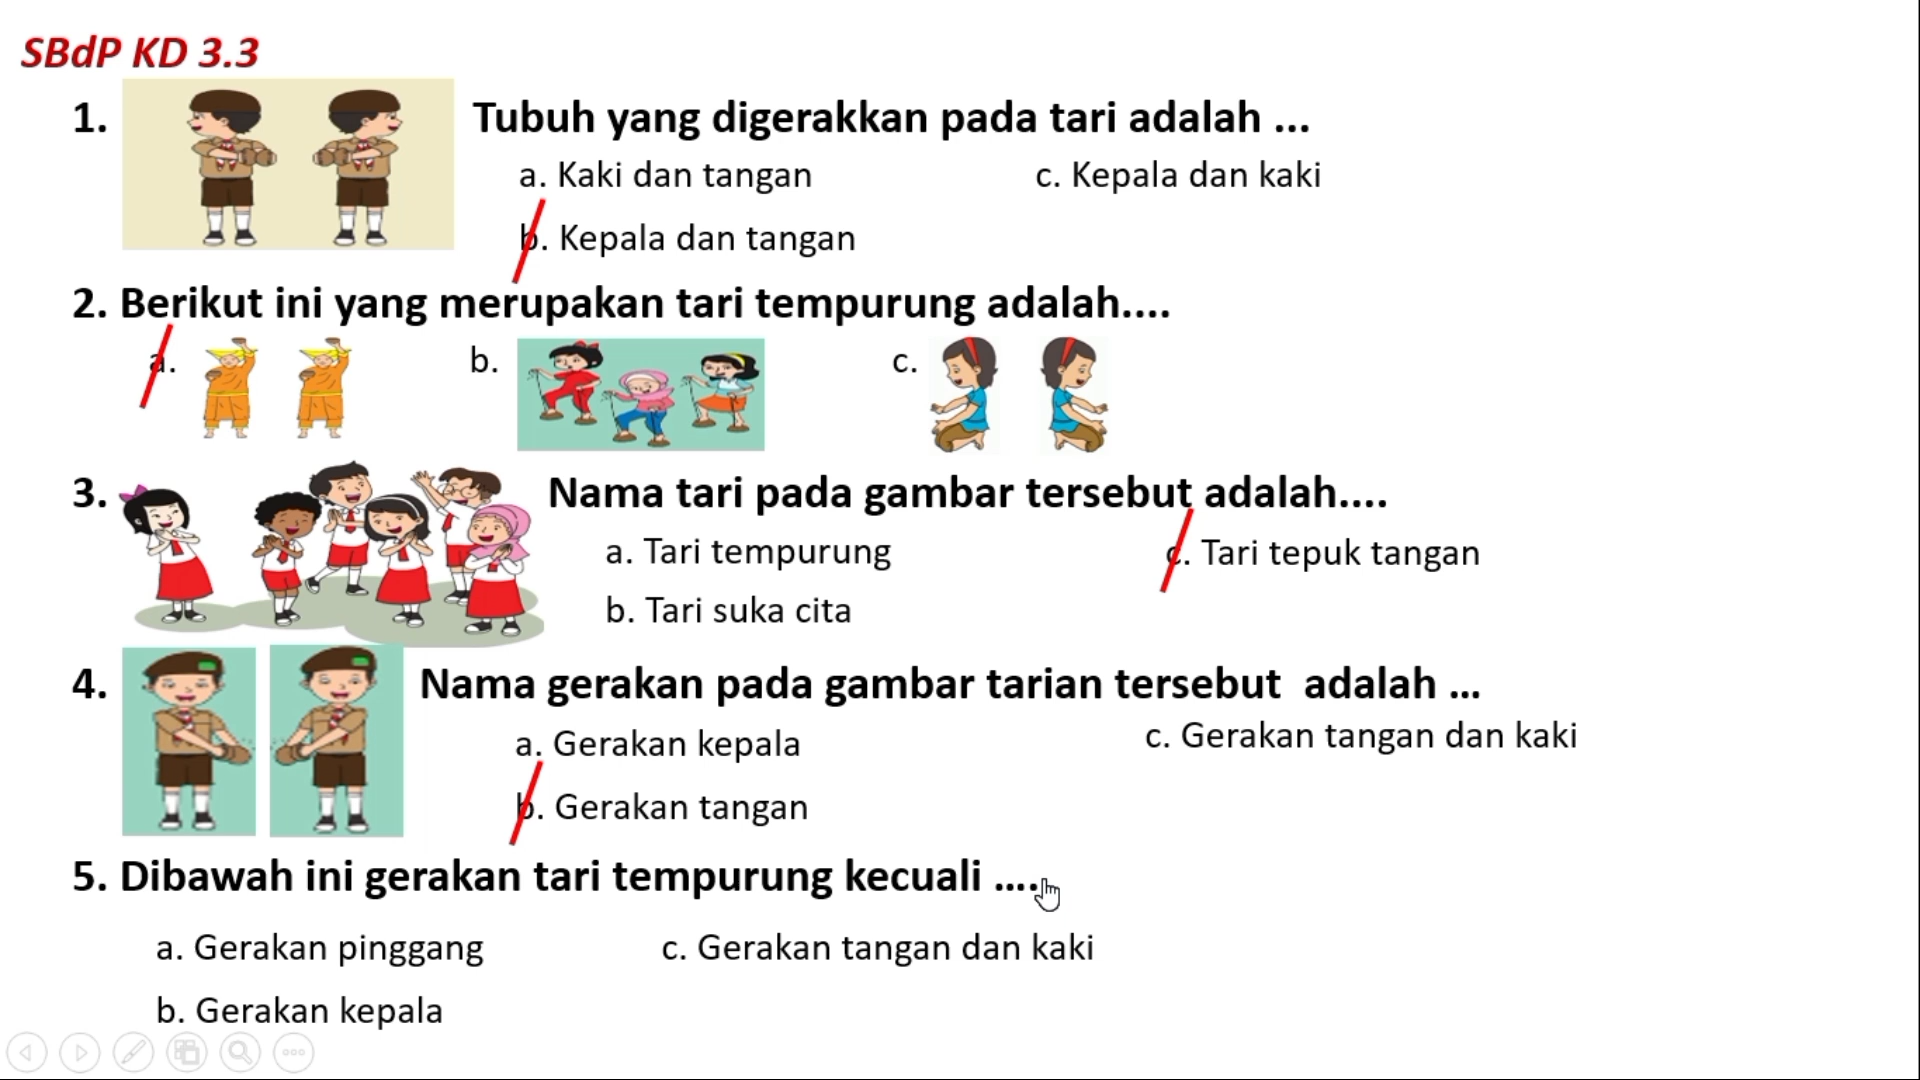 SBdP KD 3.3
1. Tubuh yang digerakkan pada tari adalah ...
a. Kaki dan tangan c. Kepala dan kaki
b. Kepala dan tangan
2. Berikut ini yang merupakan tari tempurung adalah....
a. b. c.
3. Nama tari pada gambar tersebut adalah....
a. Tari tempurung c. Tari tepuk tangan
b. Tari suka cita
4. Nama gerakan pada gambar tarian tersebut adalah ...
a. Gerakan kepala c. Gerakan tangan dan kaki
b. Gerakan tangan
5. Dibawah ini gerakan tari tempurung kecuali ....
a. Gerakan pinggang c. Gerakan tangan dan kaki
b. Gerakan kepala